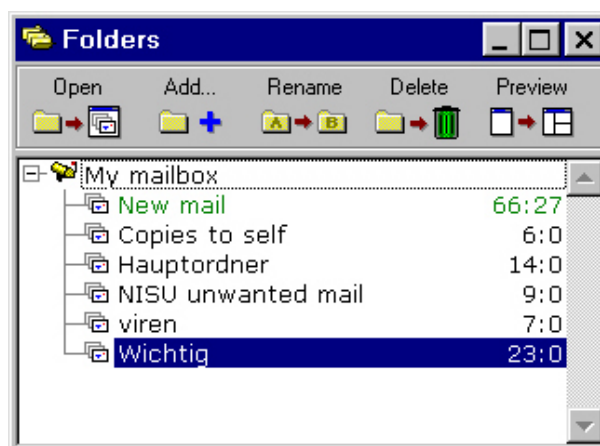 Folders
Open Add... Rename Delete Preview
A B
My mailbox
New mail 66:27
Copies to self 6:0
Hauptordner 14:0
NISU unwanted mail 9:0
viren 7:0
Wichtig 23:0